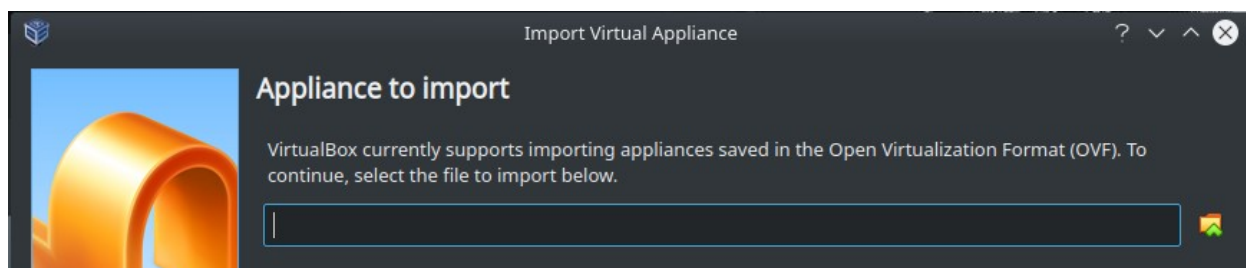 Import Virtual Appliance
?
Appliance to import
VirtualBox currently supports importing appliances saved in the Open Virtualization Format (OVF). To
continue, select the file to import below.